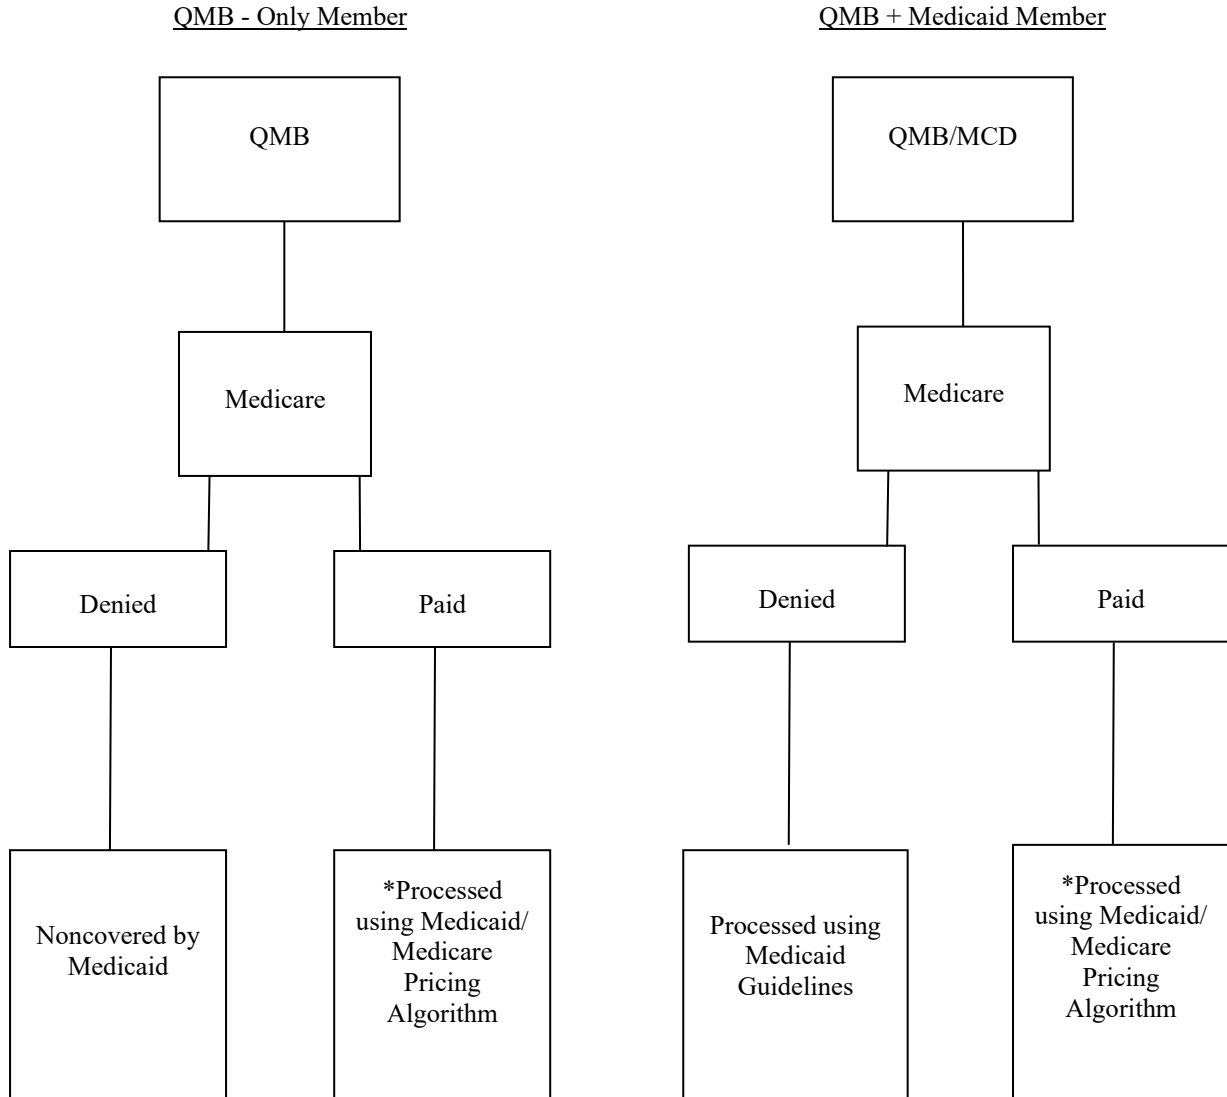 QMB - Only Member
QMB + Medicaid Member
QMB
QMB/MCD
Medicare
Medicare
Denied
Paid
Denied
Paid
Noncovered by
Medicaid
*Processed
using Medicaid/
Medicare
Pricing
Algorithm
Processed using
Medicaid
Guidelines
*Processed
using Medicaid/
Medicare
Pricing
Algorithm